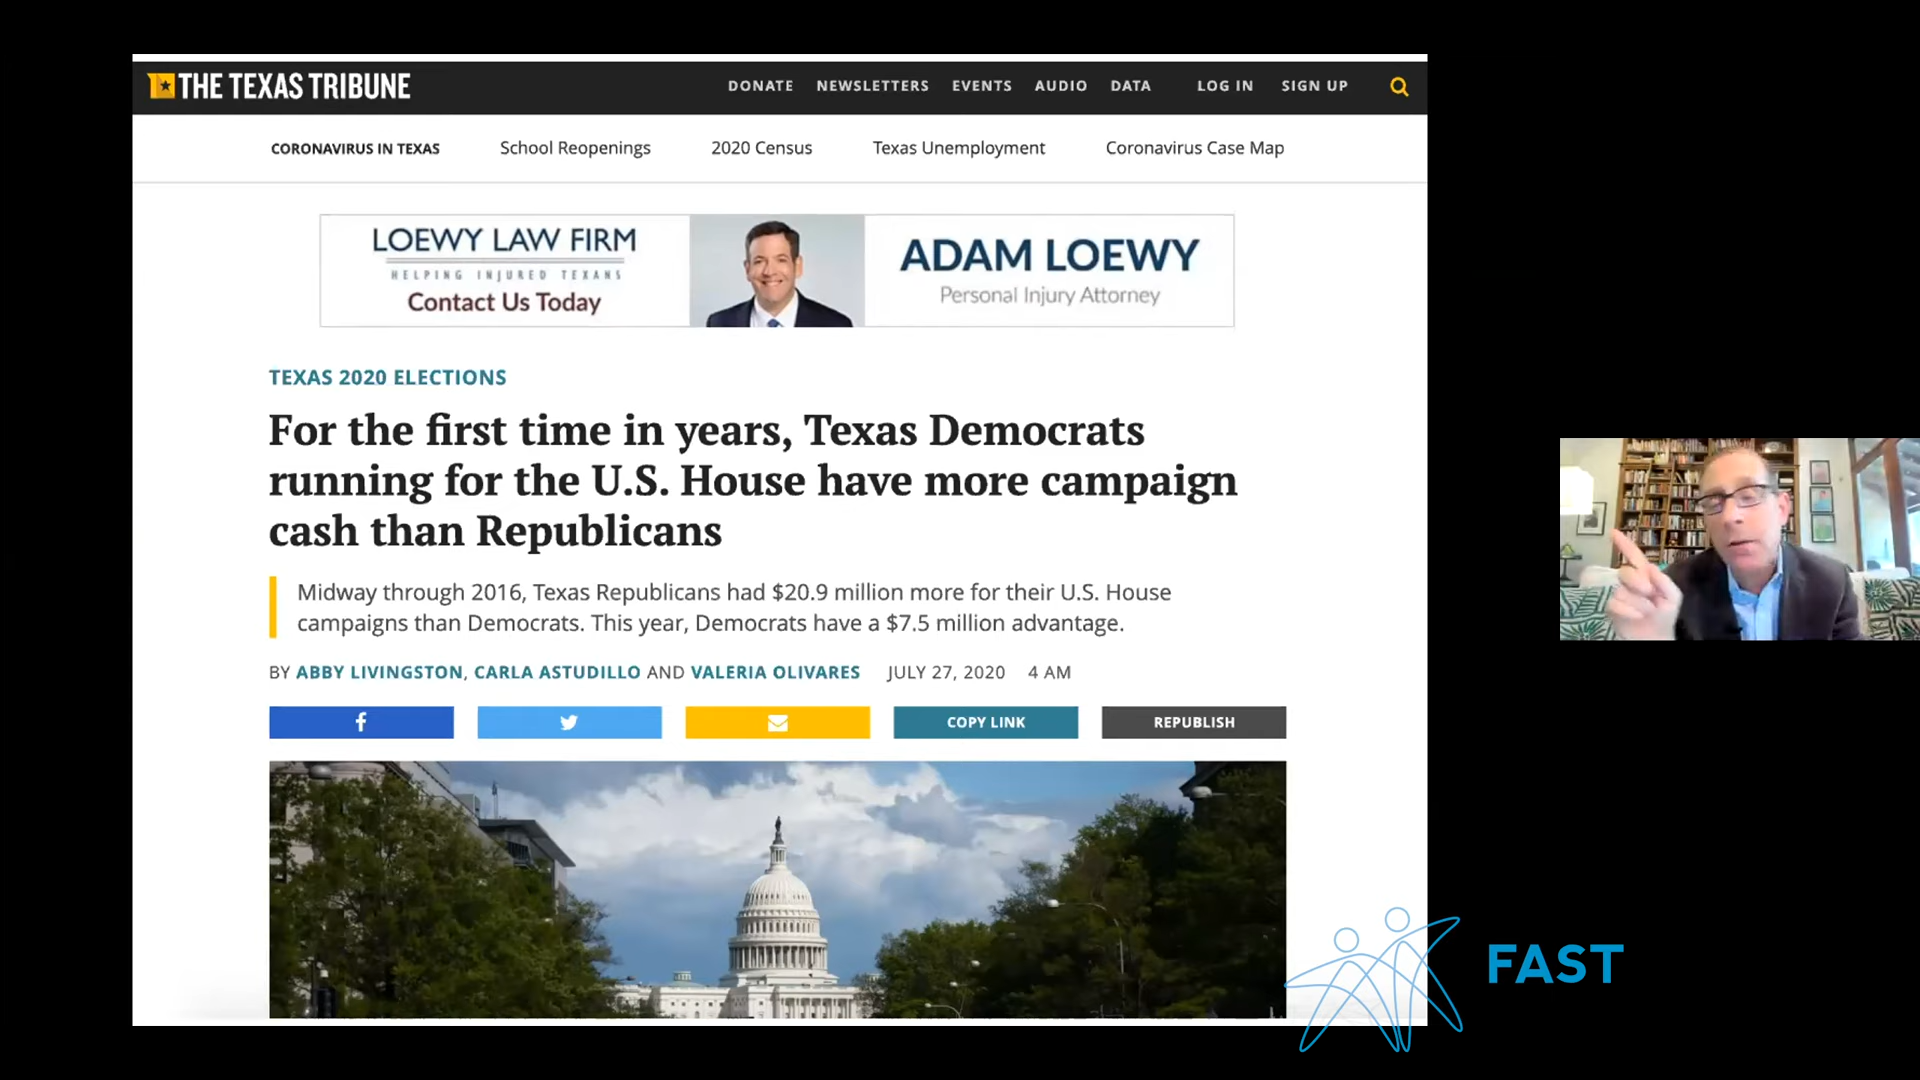 THE TEXAS TRIBUNE
DONATE NEWSLETTERS EVENTS AUDIO DATA LOG IN SIGN UP
CORONAVIRUS IN TEXAS School Reopenings 2020 Census Texas Unemployment Coronavirus Case Map
LOEWY LAW FIRM
HELPING INJURED TEXANS
Contact Us Today
ADAM LOEWY
Personal Injury Attorney
TEXAS 2020 ELECTIONS
For the first time in years, Texas Democrats
running for the U.S. House have more campaign
cash than Republicans
Midway through 2016, Texas Republicans had $20.9 million more for their U.S. House
campaigns than Democrats. This year, Democrats have a $7.5 million advantage.
BY ABBY LIVINGSTON, CARLA ASTUDILLO AND VALERIA OLIVARES JULY 27, 2020 4 AM
COPY LINK
REPUBLISH
FAST